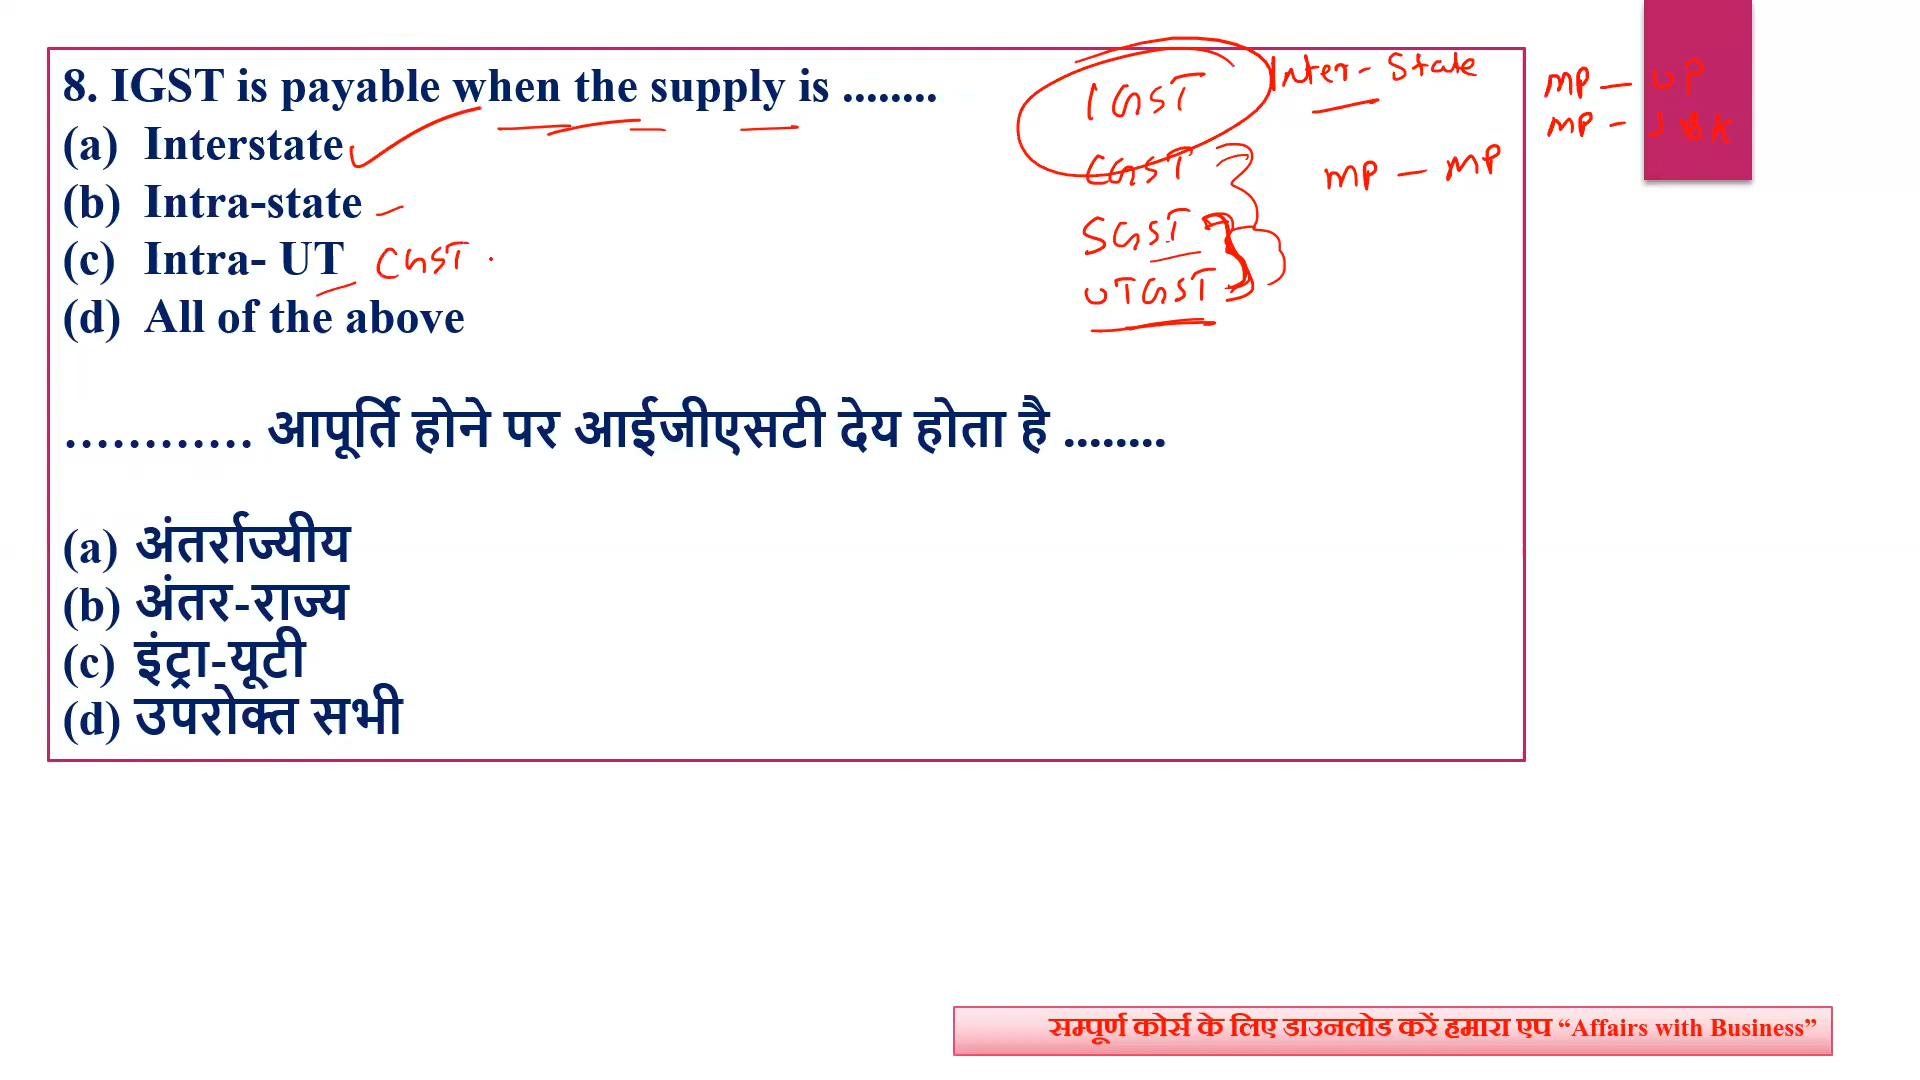 8. IGST is payable when the supply is ........
(a) Interstate
(b) Intra-state
(c) Intra- UT CGST .
(d) All of the above
IGST Inter-State
CGST MP - MP
SGST
UTGST
MP - UP
MP - J&K
............ आपूर्ति होने पर आईजीएसटी देय होता है ........
(a) अंतर्राज्यीय
(b) अंतर-राज्य
(c) इंट्रा-यूटी
(d) उपरोक्त सभी
सम्पूर्ण कोर्स के लिए डाउनलोड करें हमारा एप “Affairs with Business”